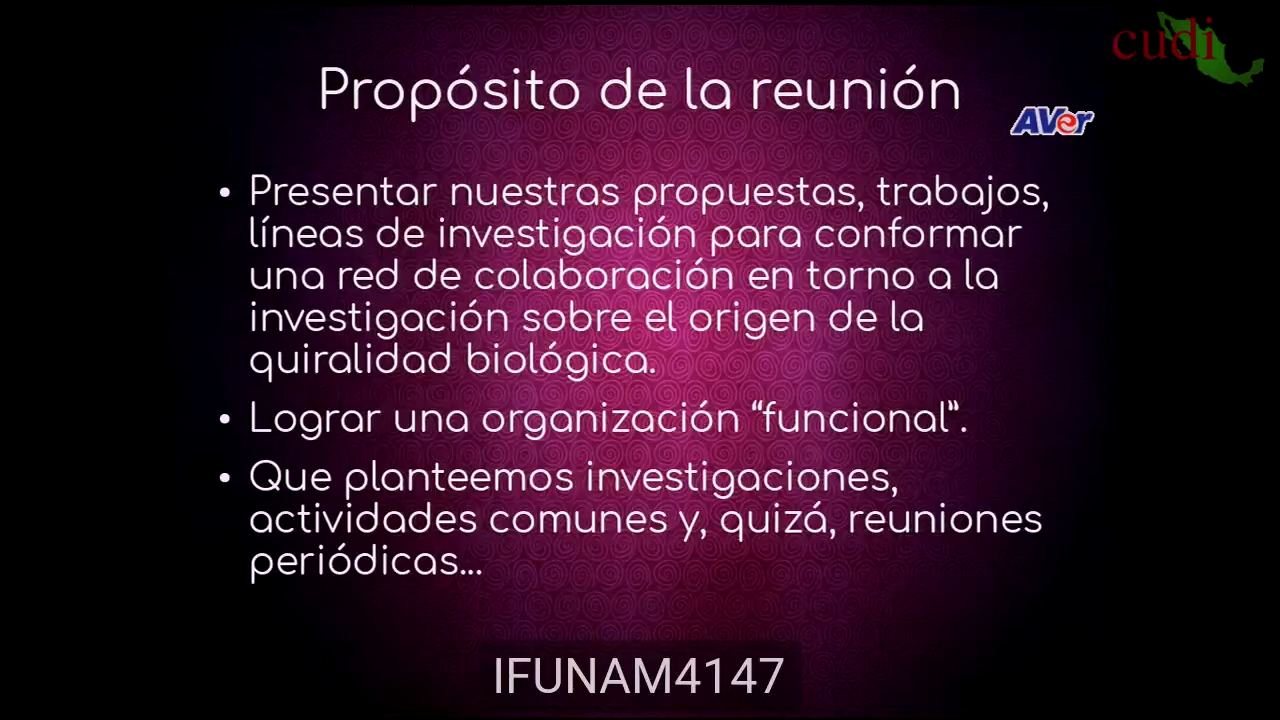 cudi
Propósito de la reunión
AVer
• Presentar nuestras propuestas, trabajos,
líneas de investigación para conformar
una red de colaboración en torno a la
investigación sobre el origen de la
quiralidad biológica.
• Lograr una organización “funcional”.
• Que planteemos investigaciones,
actividades comunes y, quizá, reuniones
periódicas...
IFUNAM4147